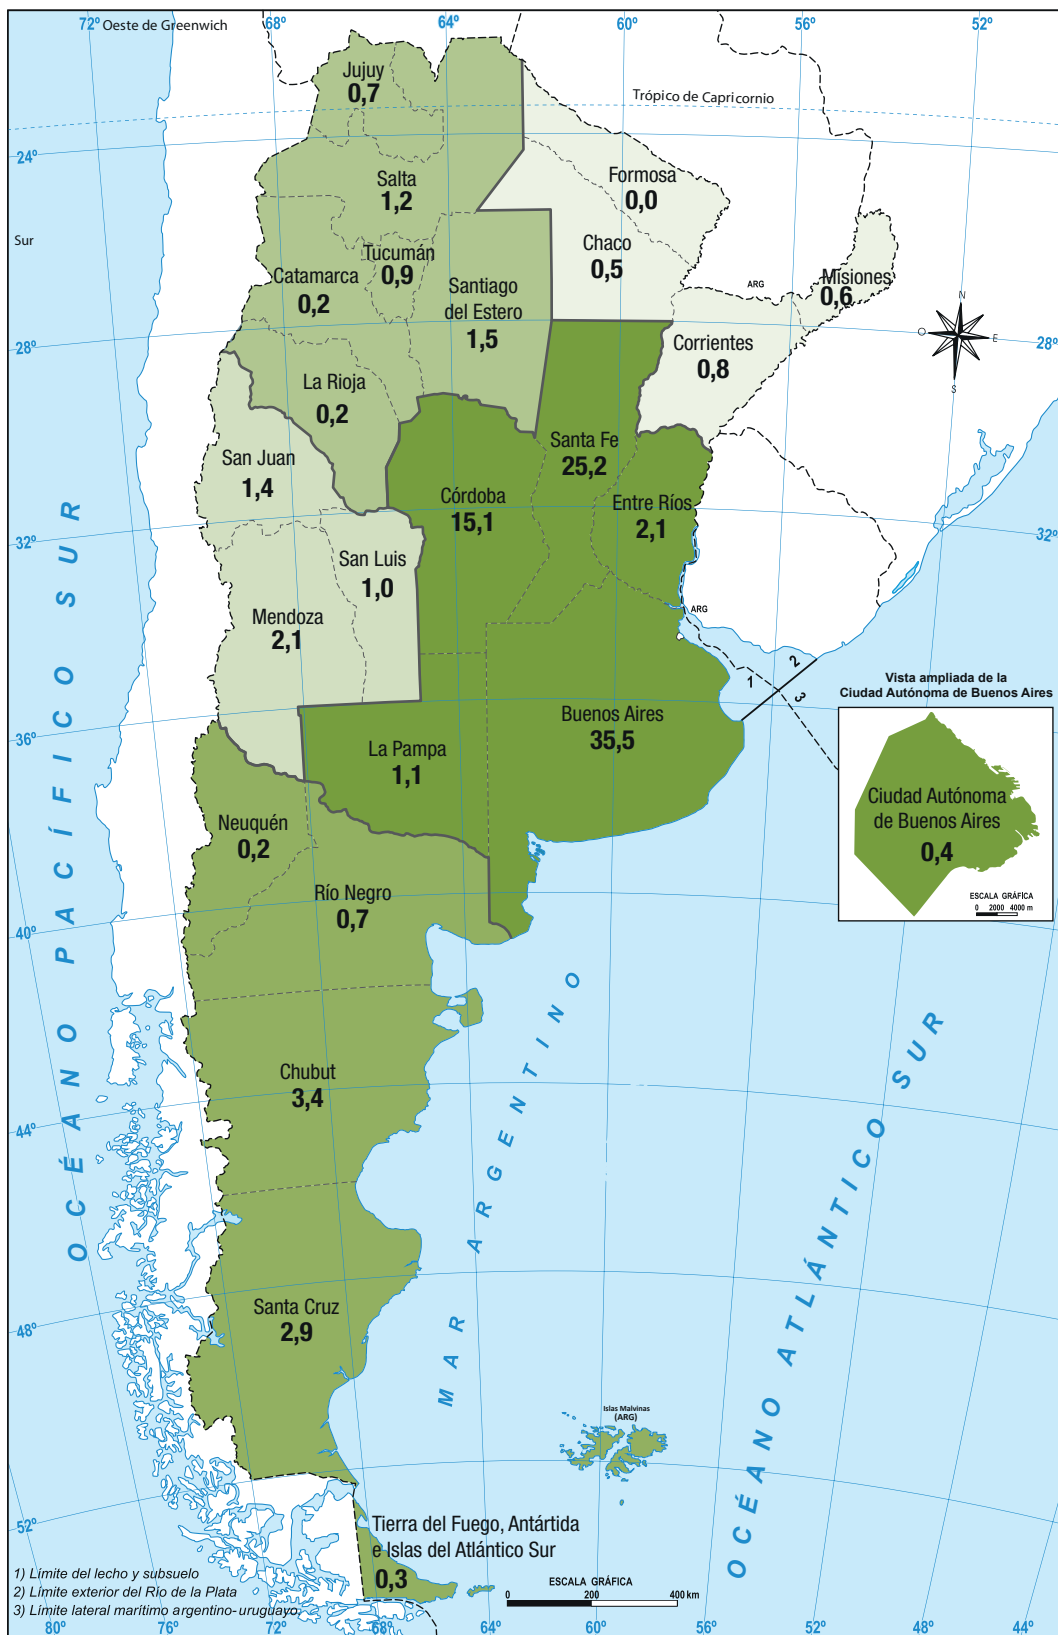 72º
Oeste de Greenwich
68º
64º
60º
56º
52º
Jujuy
0,7
Trópico de Capricornio
24º
Salta
1,2
Formosa
0,0
Sur
Chaco
0,5
Tucumán
0,9
Catamarca
0,2
Santiago
del Estero
1,5
ARG
Misiones
0,6
N
O
E
S
28º
28º
Corrientes
0,8
La Rioja
0,2
San Juan
1,4
Santa Fe
25,2
Córdoba
15,1
Entre Ríos
2,1
32º
32º
San Luis
1,0
Mendoza
2,1
ARG
1
2
3
Vista ampliada de la
Ciudad Autónoma de Buenos Aires
Buenos Aires
35,5
36º
La Pampa
1,1
Ciudad Autónoma
de Buenos Aires
0,4
ESCALA GRÁFICA
0 2000 4000 m
Neuquén
0,2
Río Negro
0,7
40º
OCÉANO PACÍFICO SUR
MAR ARGENTINO
OCÉANO ATLÁNTICO SUR
Chubut
3,4
44º
Santa Cruz
2,9
48º
Islas Malvinas
(ARG)
52º
Tierra del Fuego, Antártida
e Islas del Atlántico Sur
0,3
ESCALA GRÁFICA
0 200 400 km
1) Límite del lecho y subsuelo
2) Límite exterior del Río de la Plata
3) Límite lateral marítimo argentino-uruguayo
80º
76º
72º
68º
64º
60º
56º
52º
48º
44º